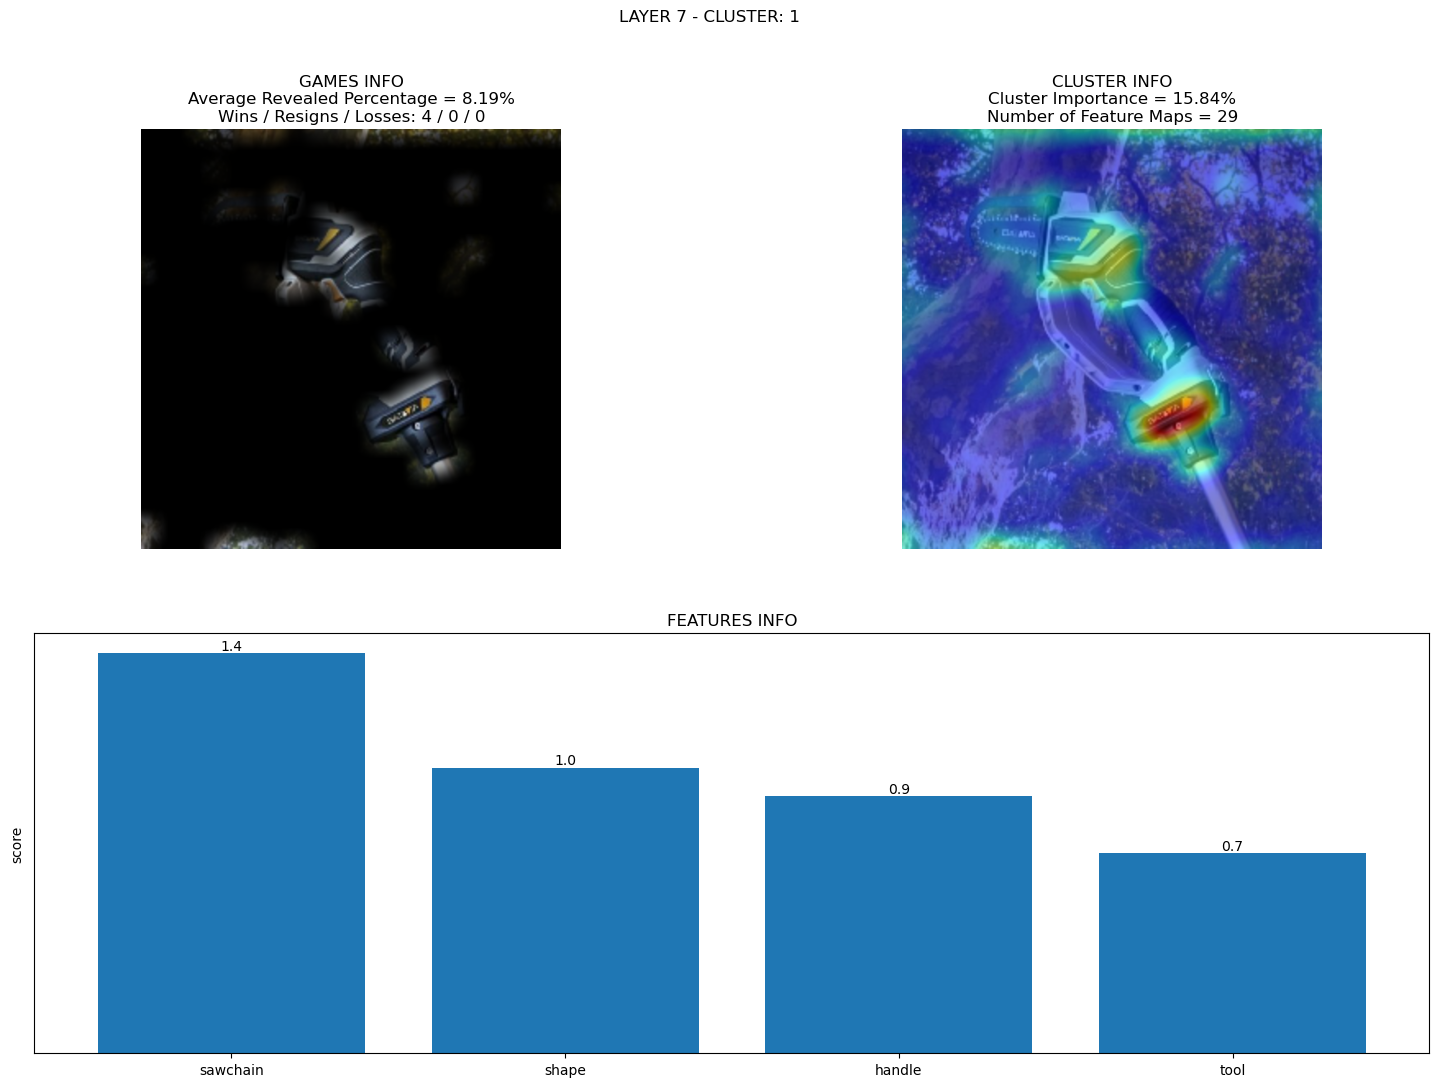 LAYER 7 - CLUSTER: 1
GAMES INFO
Average Revealed Percentage = 8.19%
Wins / Resigns / Losses: 4 / 0 / 0
CLUSTER INFO
Cluster Importance = 15.84%
Number of Feature Maps = 29
FEATURES INFO
score
1.4
1.0
0.9
0.7
sawchain
shape
handle
tool